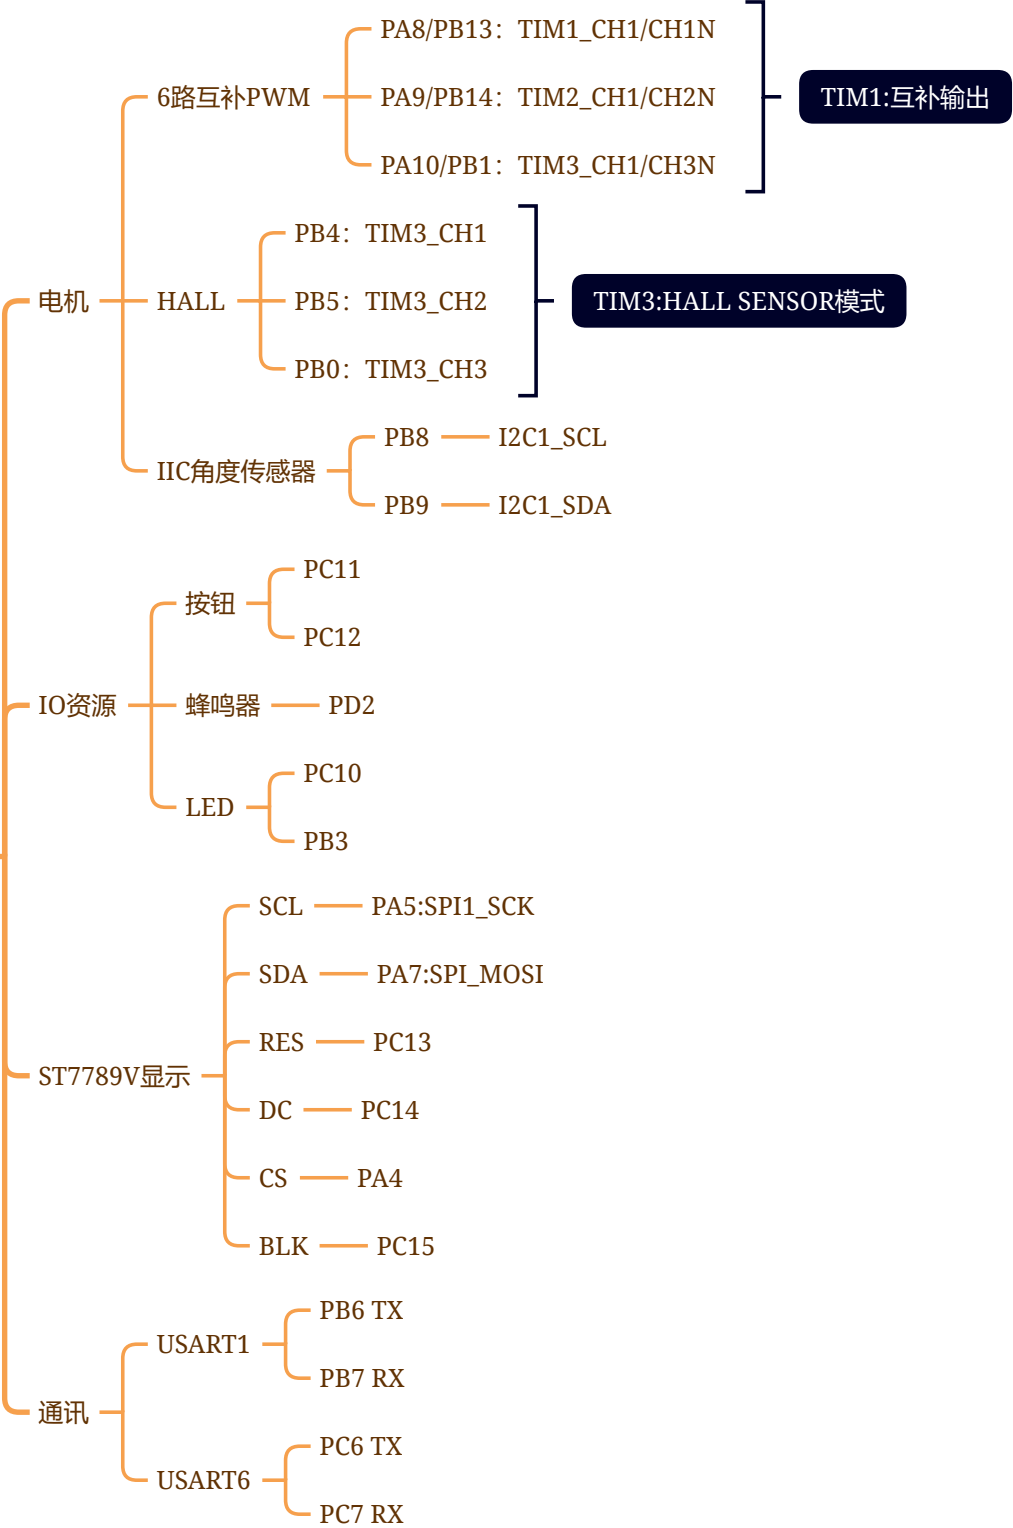 电机
6路互补PWM
PA8/PB13：TIM1_CH1/CH1N
PA9/PB14：TIM2_CH1/CH2N
PA10/PB1：TIM3_CH1/CH3N
TIM1:互补输出
HALL
PB4：TIM3_CH1
PB5：TIM3_CH2
PB0：TIM3_CH3
TIM3:HALL SENSOR模式
IIC角度传感器
PB8
I2C1_SCL
PB9
I2C1_SDA
IO资源
按钮
PC11
PC12
蜂鸣器
PD2
LED
PC10
PB3
ST7789V显示
SCL
PA5:SPI1_SCK
SDA
PA7:SPI_MOSI
RES
PC13
DC
PC14
CS
PA4
BLK
PC15
通讯
USART1
PB6 TX
PB7 RX
USART6
PC6 TX
PC7 RX